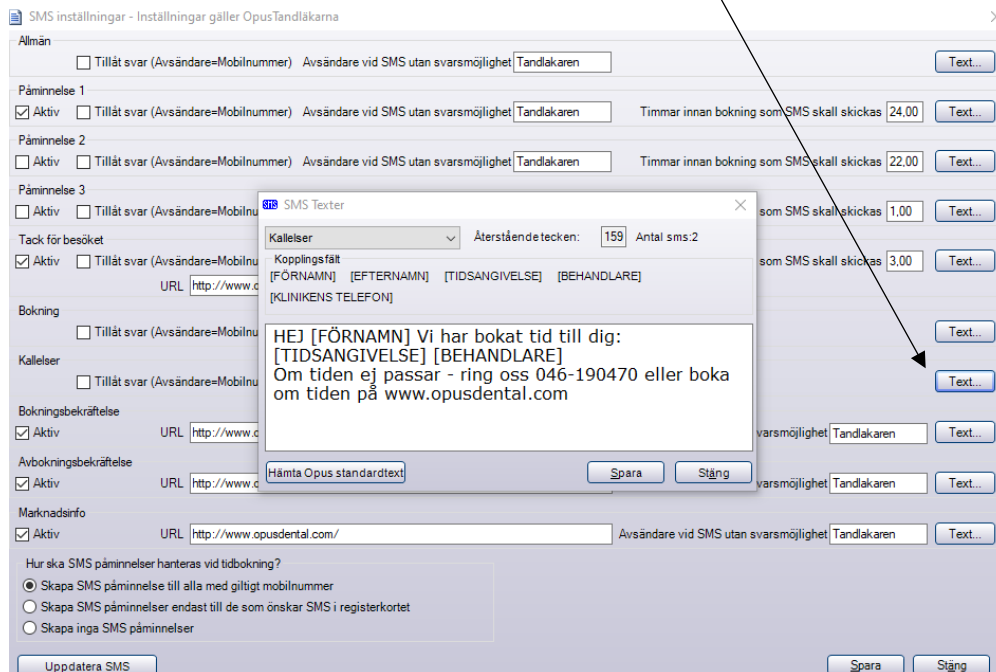 SMS inställningar - Inställningar gäller OpusTandläkarna
Allmän
Tillåt svar (Avsändare=Mobilnummer) Avsändare vid SMS utan svarsmöjlighet Tandlakaren Text...
Påminnelse 1
Aktiv Tillåt svar (Avsändare=Mobilnummer) Avsändare vid SMS utan svarsmöjlighet Tandlakaren Timmar innan bokning som SMS skall skickas 24,00 Text...
Påminnelse 2
Aktiv Tillåt svar (Avsändare=Mobilnummer) Avsändare vid SMS utan svarsmöjlighet Tandlakaren Timmar innan bokning som SMS skall skickas 22,00 Text...
Påminnelse 3
Aktiv Tillåt svar (Avsändare=Mobilnu som SMS skall skickas 1,00 Text...
Tack för besöket
Aktiv Tillåt svar (Avsändare=Mobilnu som SMS skall skickas 3,00 Text...
URL http://www.o
Bokning
Tillåt svar (Avsändare=Mobilnu Text...
Kallelser
Tillåt svar (Avsändare=Mobilnu Text...
Bokningsbekräftelse
Aktiv URL http://www.o varsmöjlighet Tandlakaren Text...
Avbokningsbekräftelse
Aktiv URL http://www.o varsmöjlighet Tandlakaren Text...
Marknadsinfo
Aktiv URL http://www.opusdental.com/ Avsändare vid SMS utan svarsmöjlighet Tandlakaren Text...
Hur ska SMS påminnelser hanteras vid tidbokning?
Skapa SMS påminnelse till alla med giltigt mobilnummer
Skapa SMS påminnelser endast till de som önskar SMS i registerkortet
Skapa inga SMS påminnelser
Uppdatera SMS Spara Stäng
SMS SMS Texter
Kallelser Återstående tecken: 159 Antal sms:2
Kopplingsfält
[FÖRNAMN] [EFTERNAMN] [TIDSANGIVELSE] [BEHANDLARE]
[KLINIKENS TELEFON]
HEJ [FÖRNAMN] Vi har bokat tid till dig:
[TIDSANGIVELSE] [BEHANDLARE]
Om tiden ej passar - ring oss 046-190470 eller boka
om tiden på www.opusdental.com
Hämta Opus standardtext Spara Stäng